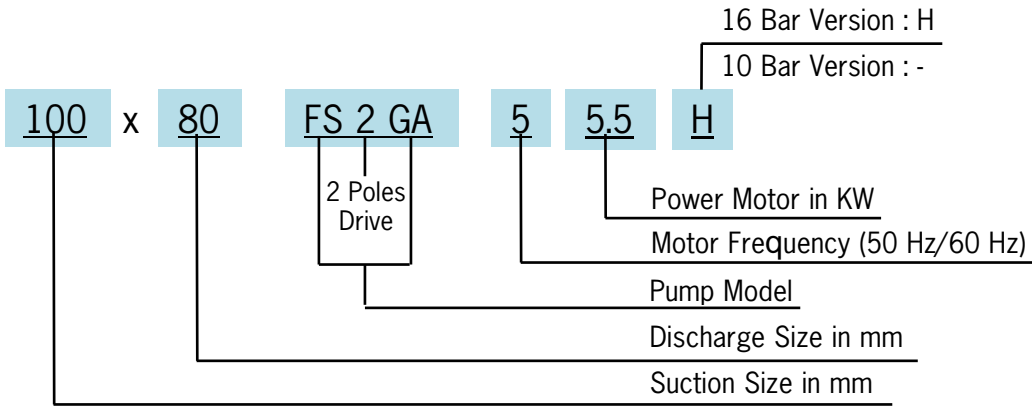 16 Bar Version : H
10 Bar Version : -
100 x 80 FS 2 GA 5 5.5 H
2 Poles
Drive
Power Motor in KW
Motor Frequency (50 Hz/60 Hz)
Pump Model
Discharge Size in mm
Suction Size in mm